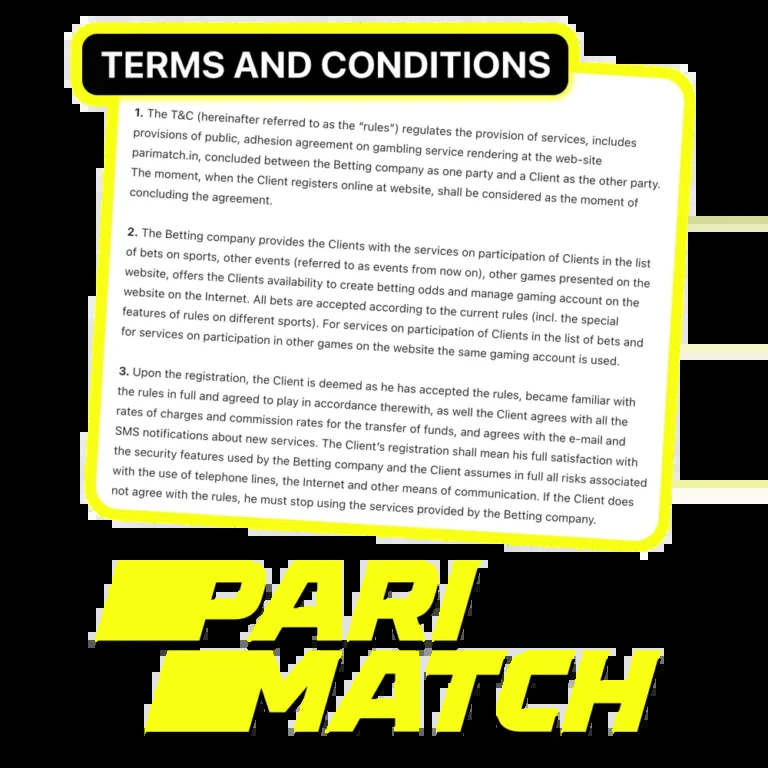 TERMS AND CONDITIONS
1. The T&C (hereinafter referred to as the “rules”) regulates the provision of services, includes
provisions of public, adhesion agreement on gambling service rendering at the web-site
parimatch.in, concluded between the Betting company as one party and a Client as the other party.
The moment, when the Client registers online at website, shall be considered as the moment of
concluding the agreement.
2. The Betting company provides the Clients with the services on participation of Clients in the list
of bets on sports, other events (referred to as events from now on), other games presented on the
website, offers the Clients availability to create betting odds and manage gaming account on the
website on the Internet. All bets are accepted according to the current rules (incl. the special
features of rules on different sports). For services on participation of Clients in the list of bets and
for services on participation in other games on the website the same gaming account is used.
3. Upon the registration, the Client is deemed as he has accepted the rules, became familiar with
the rules in full and agreed to play in accordance therewith, as well the Client agrees with all the
rates of charges and commission rates for the transfer of funds, and agrees with the e-mail and
SMS notifications about new services. The Client’s registration shall mean his full satisfaction with
the security features used by the Betting company and the Client assumes in full all risks associated
with the use of telephone lines, the Internet and other means of communication. If the Client does
not agree with the rules, he must stop using the services provided by the Betting company.
PARI
MATCH